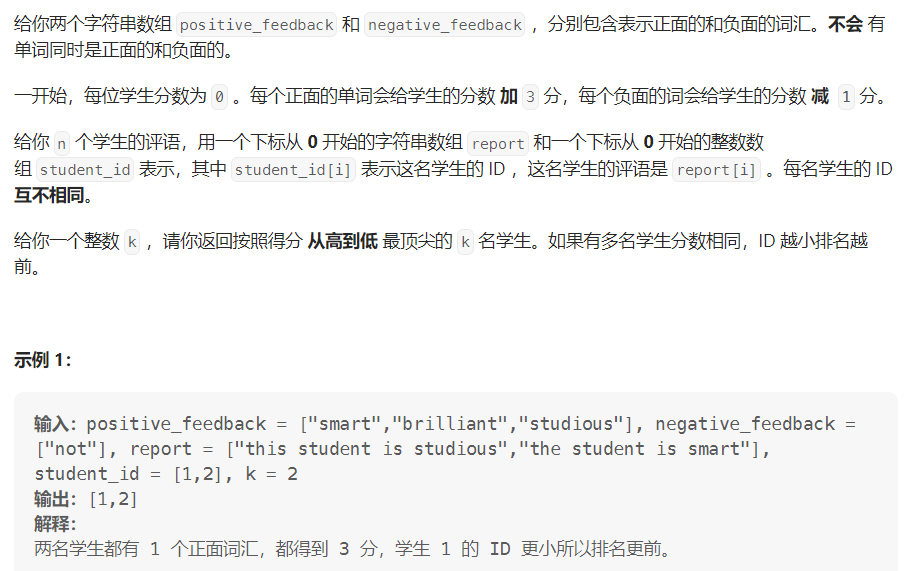 给你两个字符串数组 positive_feedback 和 negative_feedback ，分别包含表示正面的和负面的词汇。不会 有
单词同时是正面的和负面的。
一开始，每位学生分数为 0 。每个正面的单词会给学生的分数 加 3 分，每个负面的词会给学生的分数 减 1 分。
给你 n 个学生的评语，用一个下标从 0 开始的字符串数组 report 和一个下标从 0 开始的整数数
组 student_id 表示，其中 student_id[i] 表示这名学生的 ID ，这名学生的评语是 report[i] 。每名学生的 ID
互不相同。
给你一个整数 k ，请你返回按照得分 从高到低 最顶尖的 k 名学生。如果有多名学生分数相同，ID 越小排名越
前。
示例 1：
输入：positive_feedback = ["smart","brilliant","studious"], negative_feedback =
["not"], report = ["this student is studious","the student is smart"],
student_id = [1,2], k = 2
输出：[1,2]
解释：
两名学生都有 1 个正面词汇，都得到 3 分，学生 1 的 ID 更小所以排名更前。